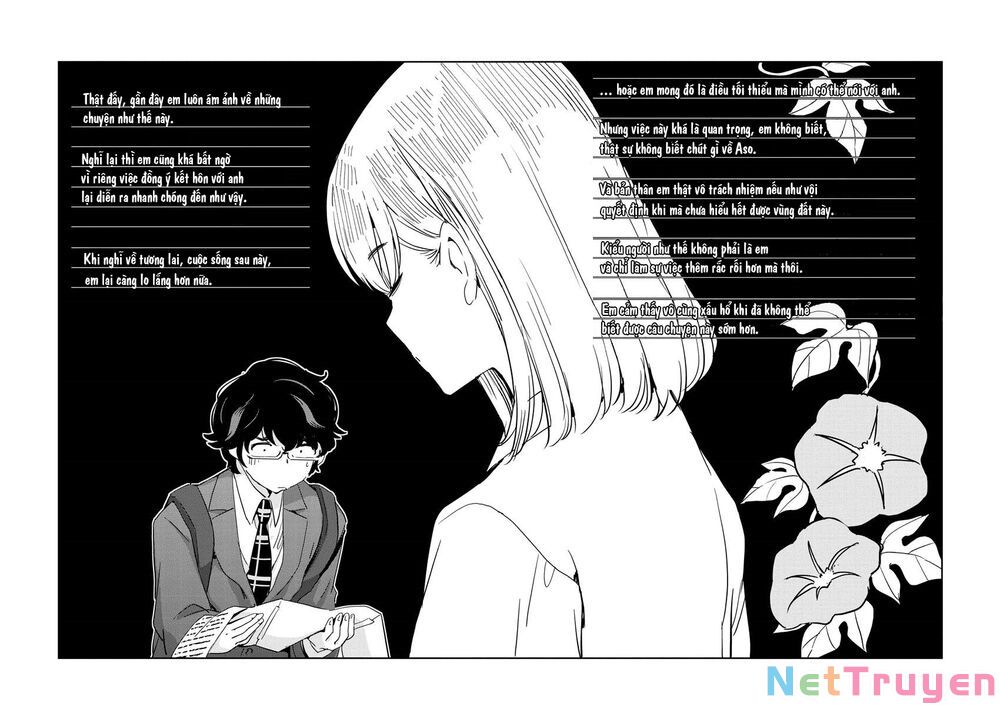 Thật đấy, gần đây em luôn ám ảnh về những
chuyện như thế này.
Nghĩ lại thì em cũng khá bất ngờ
vì riêng việc đồng ý kết hôn với anh
lại diễn ra nhanh chóng đến như vậy.
Khi nghĩ về tương lai, cuộc sống sau này,
em lại càng lo lắng hơn nữa.
... hoặc em mong đó là điều tối thiểu mà mình có thể nói với anh.
Nhưng việc này khá là quan trọng, em không biết,
thật sự không biết chút gì về Aso.
Và bản thân em thật vô trách nhiệm nếu như vội
quyết định khi mà chưa hiểu hết được vùng đất này.
Kiểu người như thế không phải là em
và chỉ làm sự việc thêm rắc rối hơn mà thôi.
Em cảm thấy vô cùng xấu hổ khi đã không thể
biết được câu chuyện này sớm hơn.
NetTruyen